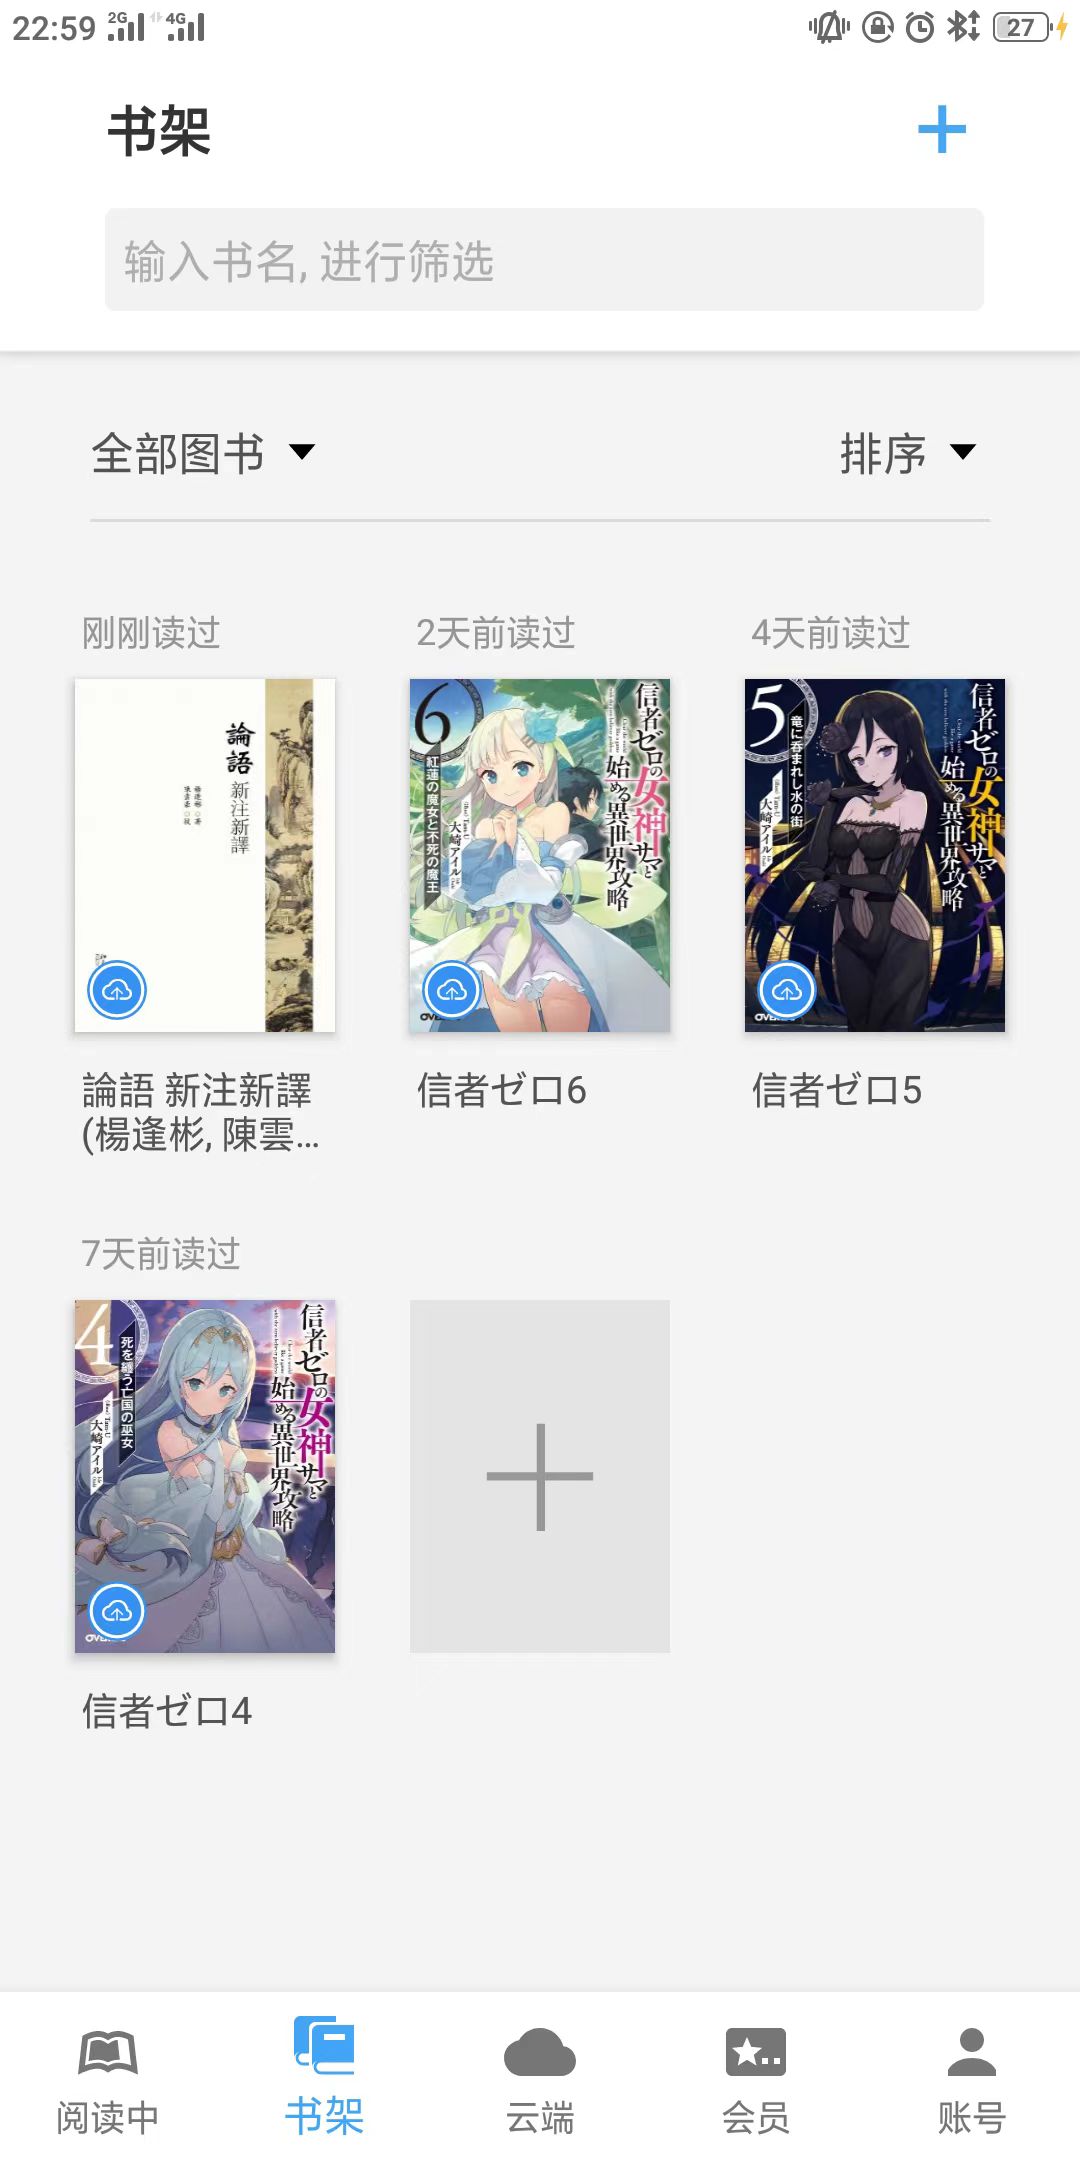 22:59 2G 4G 27
书架
输入书名, 进行筛选
全部图书
排序
刚刚读过
2天前读过
4天前读过
論語
新注新譯
楊逢彬 著
陳雲豪 校
6
紅蓮の魔女と不死の魔王
大崎アイル
信者ゼロの女神サマと
始める異世界攻略
5
竜に呑まれし水の街
大崎アイル
信者ゼロの女神サマと
始める異世界攻略
論語 新注新譯
(楊逢彬, 陳雲...
信者ゼロ6
信者ゼロ5
7天前读过
4
死を纏う亡国の巫女
大崎アイル
信者ゼロの女神サマと
始める異世界攻略
信者ゼロ4
阅读中
书架
云端
会员
账号